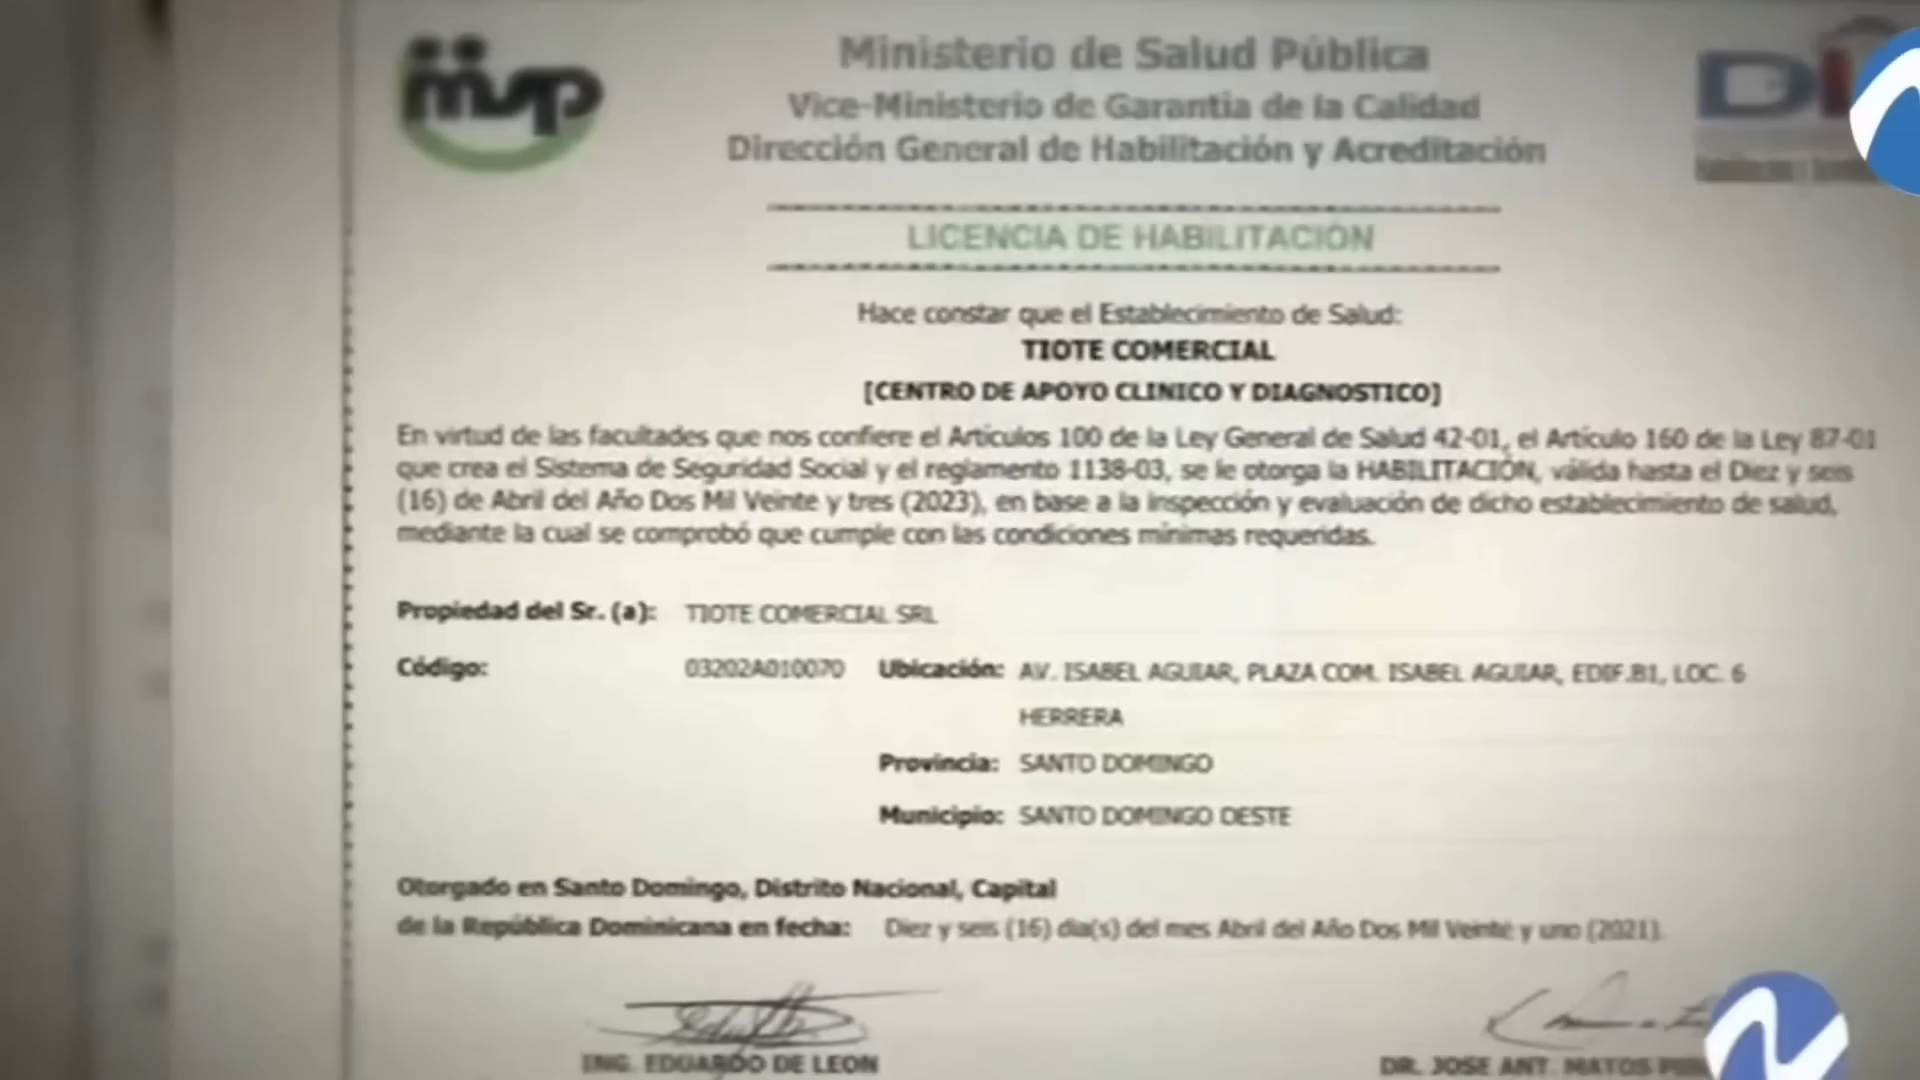 msp
Ministerio de Salud Pública
Vice-Ministerio de Garantia de la Calidad
Dirección General de Habilitación y Acreditación
LICENCIA DE HABILITACIÓN
Hace constar que el Establecimiento de Salud:
TIOTE COMERCIAL
[CENTRO DE APOYO CLINICO Y DIAGNOSTICO]
En virtud de las facultades que nos confiere el Artículos 100 de la Ley General de Salud 42-01, el Artículo 160 de la Ley 87-01
que crea el Sistema de Seguridad Social y el reglamento 1138-03, se le otorga la HABILITACIÓN, válida hasta el Diez y seis
(16) de Abril del Año Dos Mil Veinte y tres (2023), en base a la inspección y evaluación de dicho establecimiento de salud,
mediante la cual se comprobó que cumple con las condiciones mínimas requeridas.
Propiedad del Sr. (a): TIOTE COMERCIAL SRL
Código: 03202A010070 Ubicación: AV. ISABEL AGUIAR, PLAZA COM. ISABEL AGUIAR, EDIF.B1, LOC. 6
HERRERA
Provincia: SANTO DOMINGO
Municipio: SANTO DOMINGO OESTE
Otorgado en Santo Domingo, Distrito Nacional, Capital
de la República Dominicana en fecha: Diez y seis (16) dia(s) del mes Abril del Año Dos Mil Veinte y uno (2021).
ING. EDUARDO DE LEON
DR. JOSE ANT. MATOS